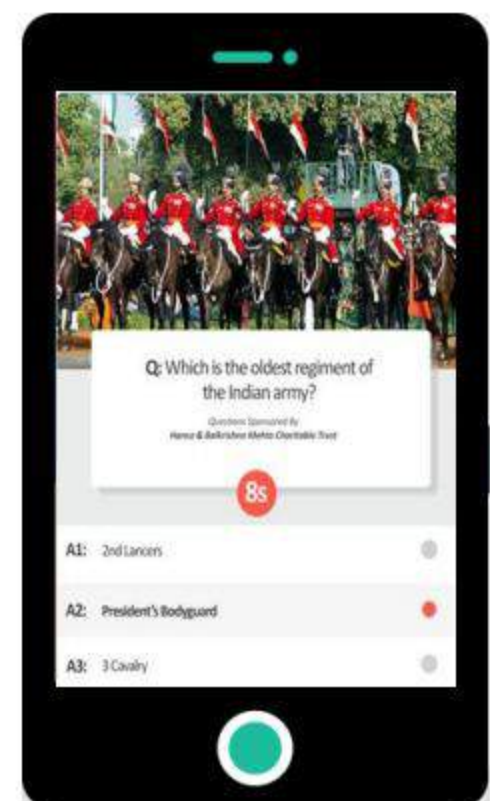 Q: Which is the oldest regiment of
the Indian army?
Questions Sponsored By
Hansa & Balkrishna Mehta Charitable Trust
8s
A1: 2nd Lancers
A2: President's Bodyguard
A3: 3 Cavalry